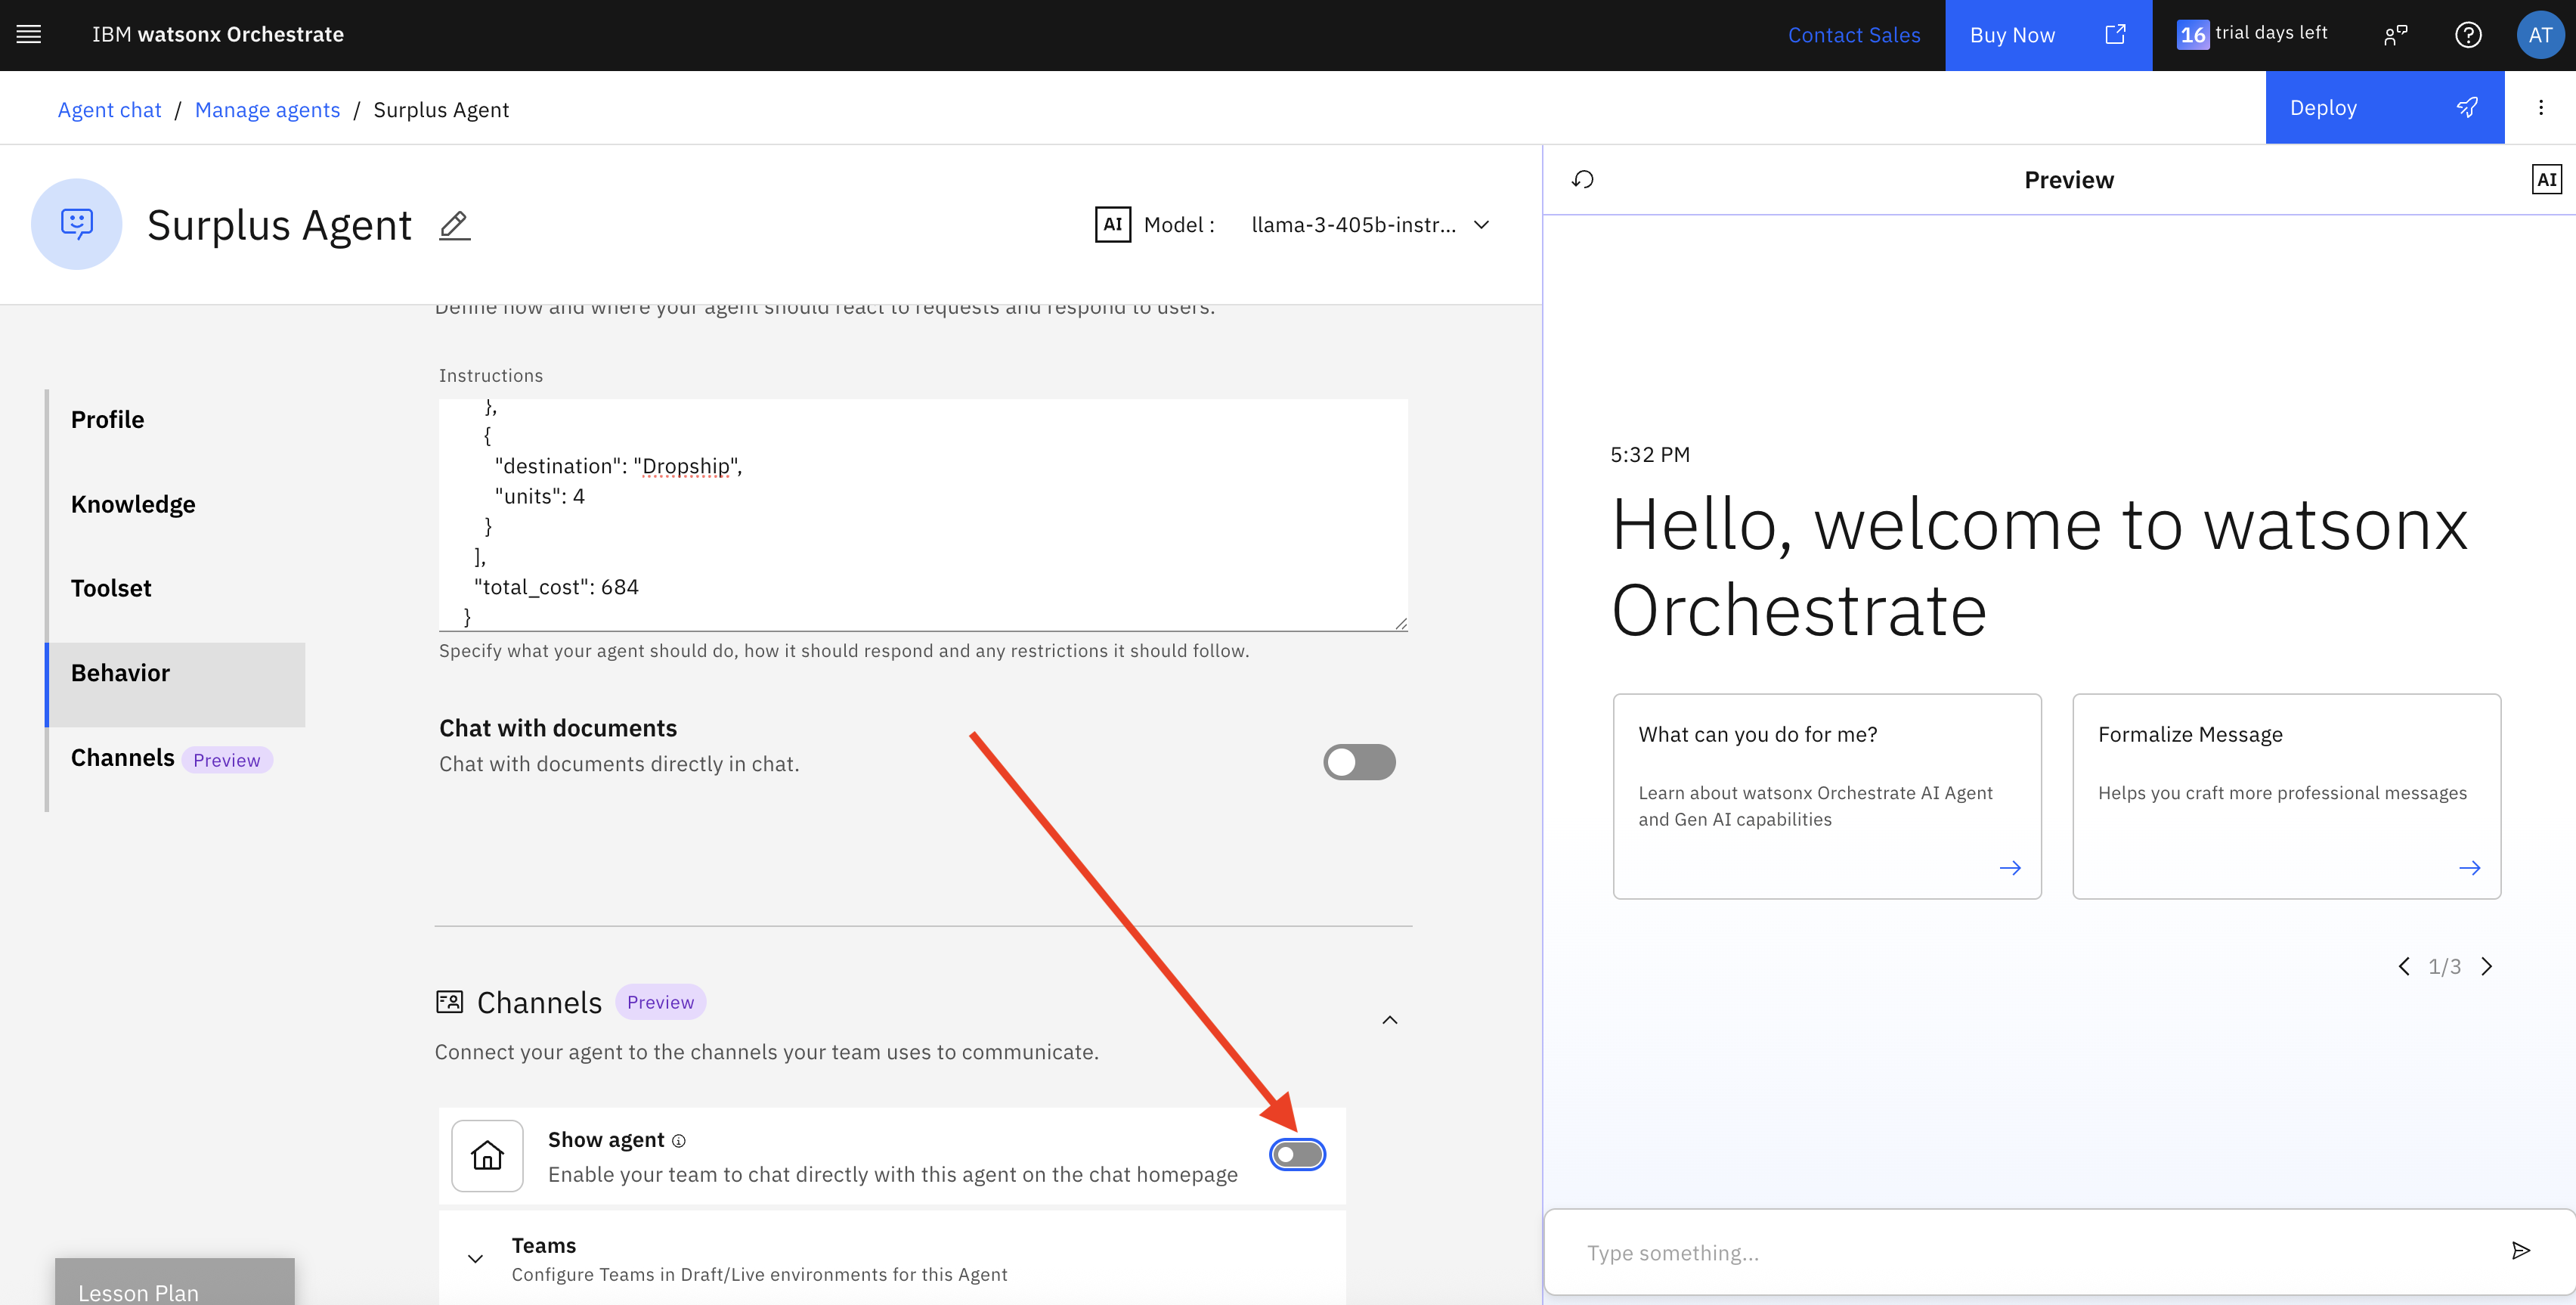 IBM watsonx Orchestrate
Contact Sales
Buy Now
16 trial days left
AT
Agent chat / Manage agents / Surplus Agent
Deploy
Surplus Agent
AI Model : llama-3-405b-instr...
Preview
AI
Define how and where your agent should react to requests and respond to users.
Profile
Knowledge
Toolset
Behavior
Channels Preview
Instructions
},
{
"destination": "Dropship",
"units": 4
}
],
"total_cost": 684
}
Specify what your agent should do, how it should respond and any restrictions it should follow.
Chat with documents
Chat with documents directly in chat.
Channels Preview
Connect your agent to the channels your team uses to communicate.
Show agent
Enable your team to chat directly with this agent on the chat homepage
Teams
Configure Teams in Draft/Live environments for this Agent
Lesson Plan
5:32 PM
Hello, welcome to watsonx
Orchestrate
What can you do for me?
Learn about watsonx Orchestrate AI Agent
and Gen AI capabilities
Formalize Message
Helps you craft more professional messages
1/3
Type something...